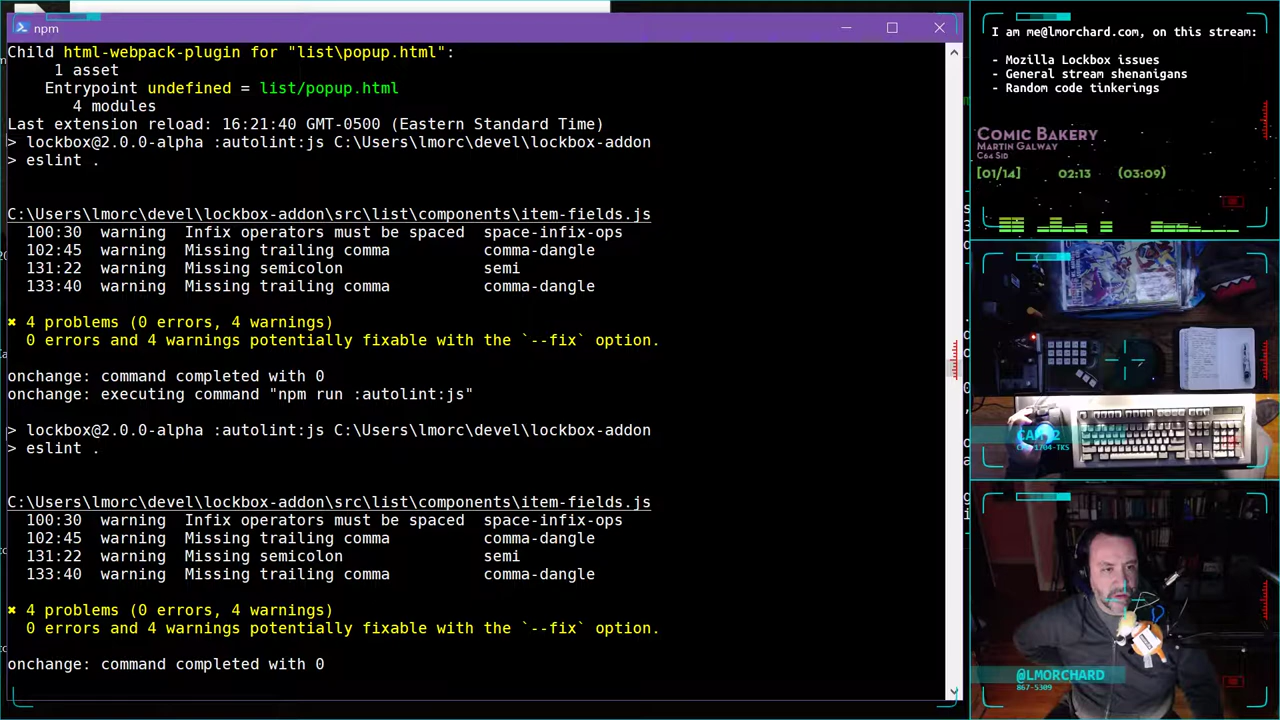 npm
Child html-webpack-plugin for "list\popup.html":
1 asset
Entrypoint undefined = list/popup.html
4 modules
Last extension reload: 16:21:40 GMT-0500 (Eastern Standard Time)
> lockbox@2.0.0-alpha :autolint:js C:\Users\lmorc\devel\lockbox-addon
> eslint .
C:\Users\lmorc\devel\lockbox-addon\src\list\components\item-fields.js
100:30 warning Infix operators must be spaced space-infix-ops
102:45 warning Missing trailing comma comma-dangle
131:22 warning Missing semicolon semi
133:40 warning Missing trailing comma comma-dangle
✖ 4 problems (0 errors, 4 warnings)
0 errors and 4 warnings potentially fixable with the `--fix` option.
onchange: command completed with 0
onchange: executing command "npm run :autolint:js"
> lockbox@2.0.0-alpha :autolint:js C:\Users\lmorc\devel\lockbox-addon
> eslint .
C:\Users\lmorc\devel\lockbox-addon\src\list\components\item-fields.js
100:30 warning Infix operators must be spaced space-infix-ops
102:45 warning Missing trailing comma comma-dangle
131:22 warning Missing semicolon semi
133:40 warning Missing trailing comma comma-dangle
✖ 4 problems (0 errors, 4 warnings)
0 errors and 4 warnings potentially fixable with the `--fix` option.
onchange: command completed with 0
I am me@lmorchard.com, on this stream:
- Mozilla Lockbox issues
- General stream shenanigans
- Random code tinkerings
Comic Bakery
Martin Galway
C64 Sid
[01/14] 02:13 (03:09)
@LMORCHARD
867-5309